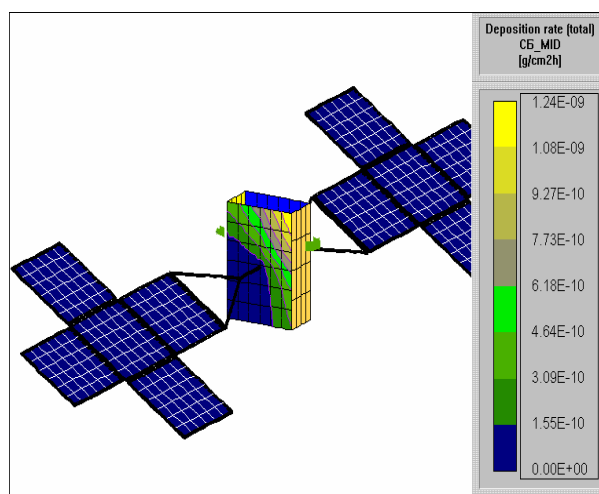 Deposition rate (total)
СБ_MID
[g/cm2h]
1.24E-09
1.08E-09
9.27E-10
7.73E-10
6.18E-10
4.64E-10
3.09E-10
1.55E-10
0.00E+00